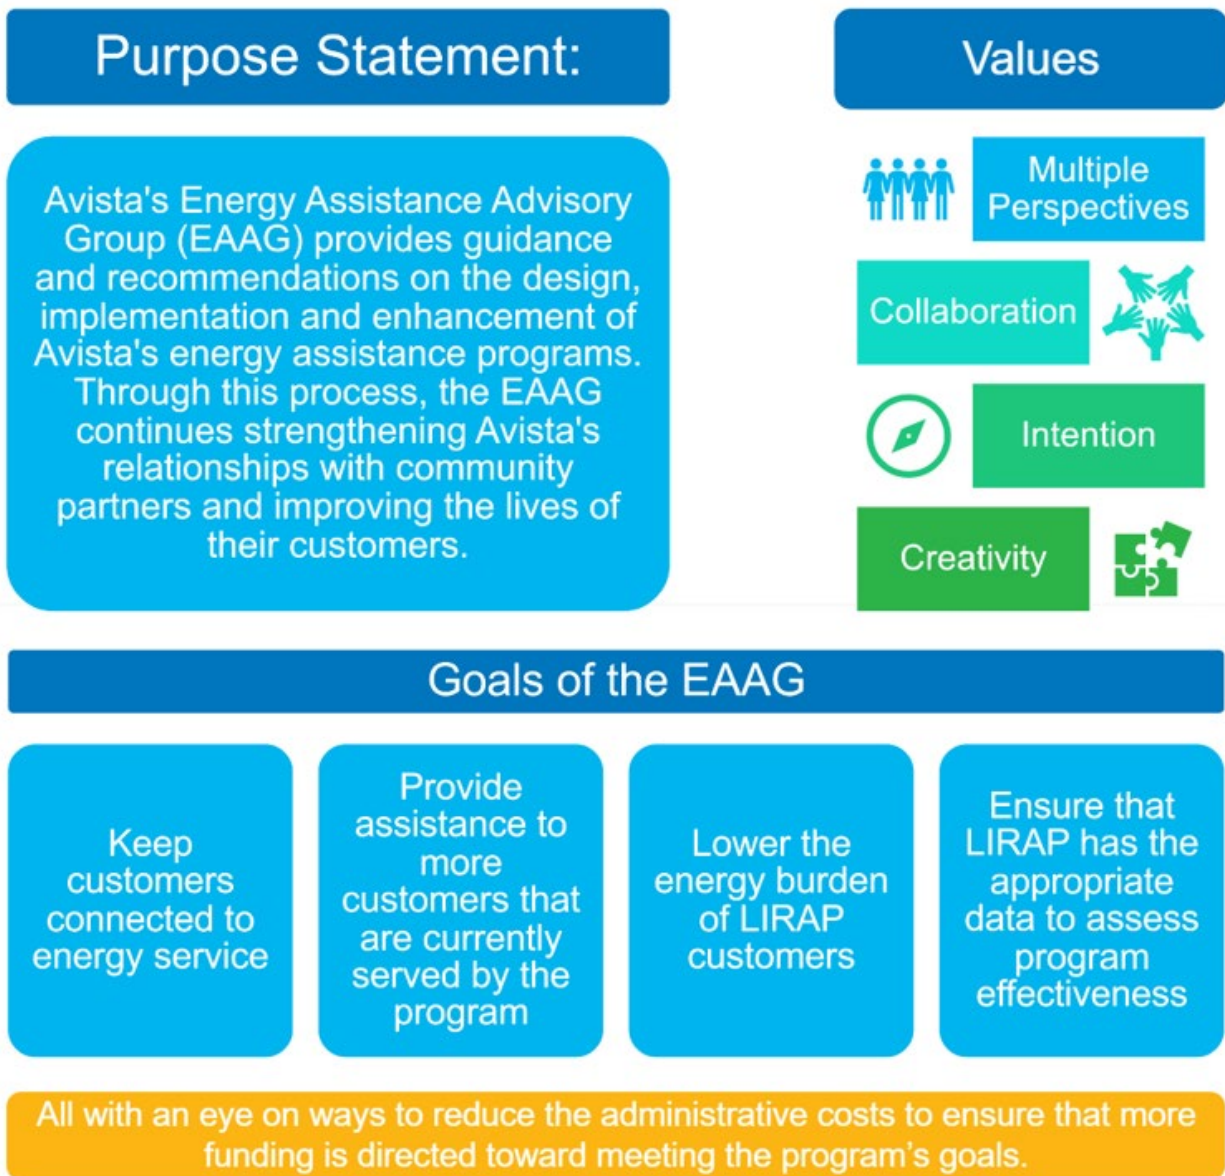 Purpose Statement:
Avista's Energy Assistance Advisory
Group (EAAG) provides guidance
and recommendations on the design,
implementation and enhancement of
Avista's energy assistance programs.
Through this process, the EAAG
continues strengthening Avista's
relationships with community
partners and improving the lives of
their customers.
Values
Multiple
Perspectives
Collaboration
Intention
Creativity
Goals of the EAAG
Keep
customers
connected to
energy service
Provide
assistance to
more
customers that
are currently
served by the
program
Lower the
energy burden
of LIRAP
customers
Ensure that
LIRAP has the
appropriate
data to assess
program
effectiveness
All with an eye on ways to reduce the administrative costs to ensure that more
funding is directed toward meeting the program's goals.